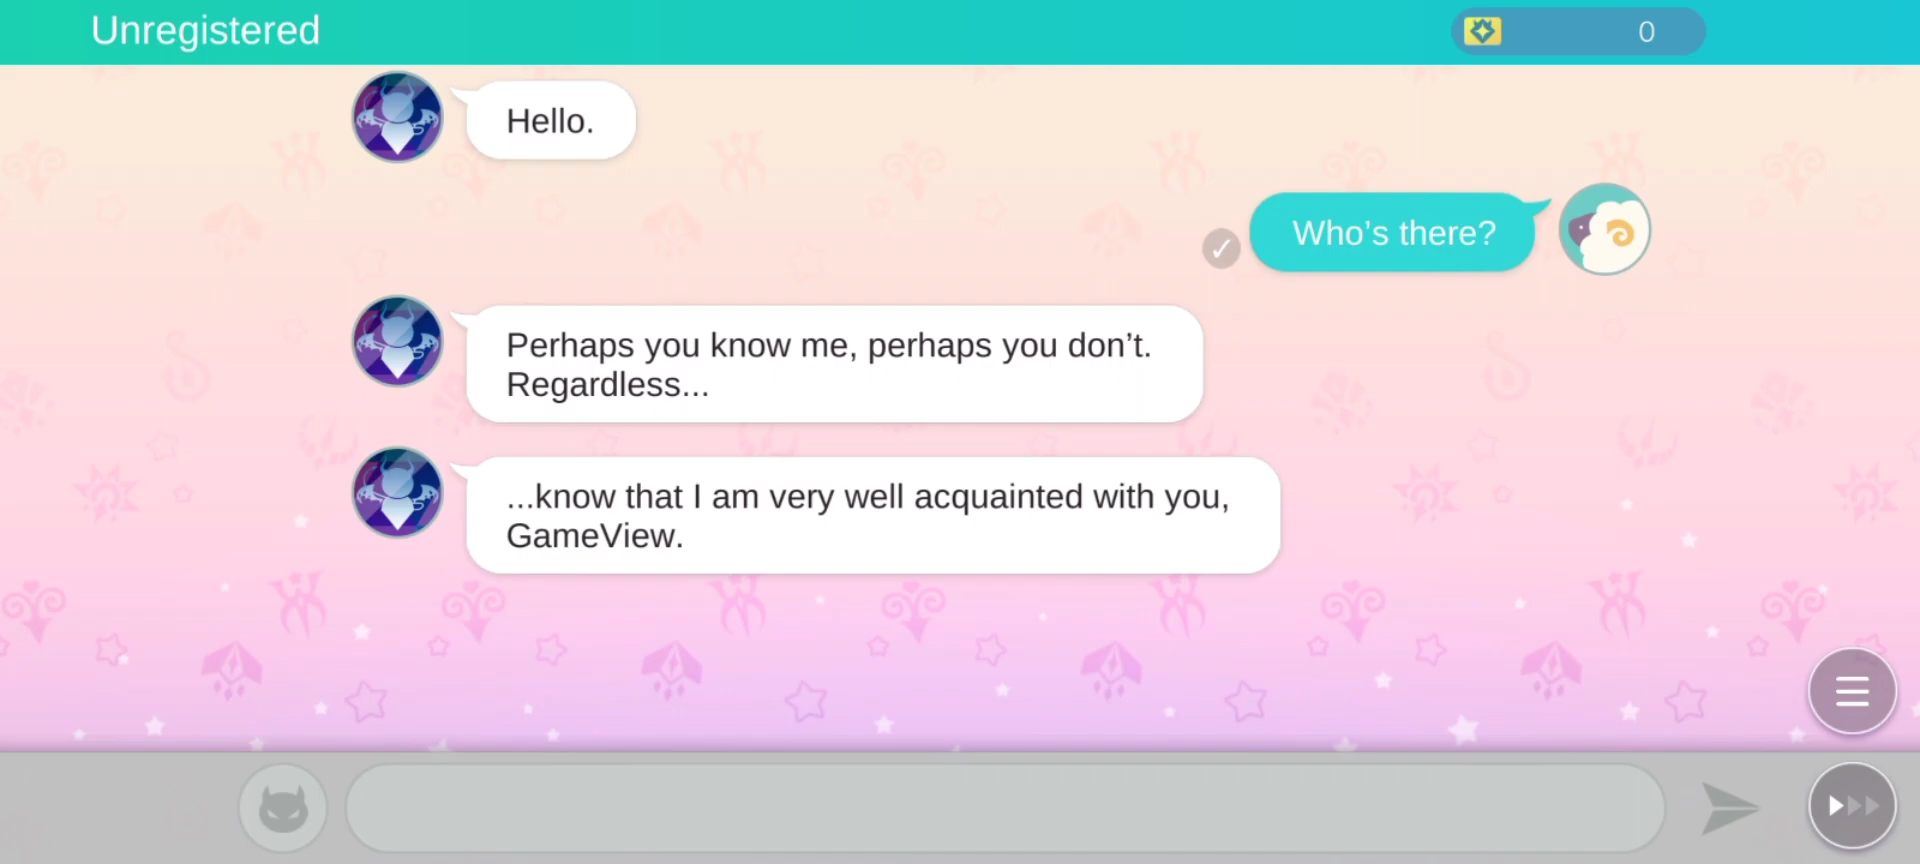 Unregistered
0
Hello.
Who’s there?
Perhaps you know me, perhaps you don’t.
Regardless...
...know that I am very well acquainted with you,
GameView.